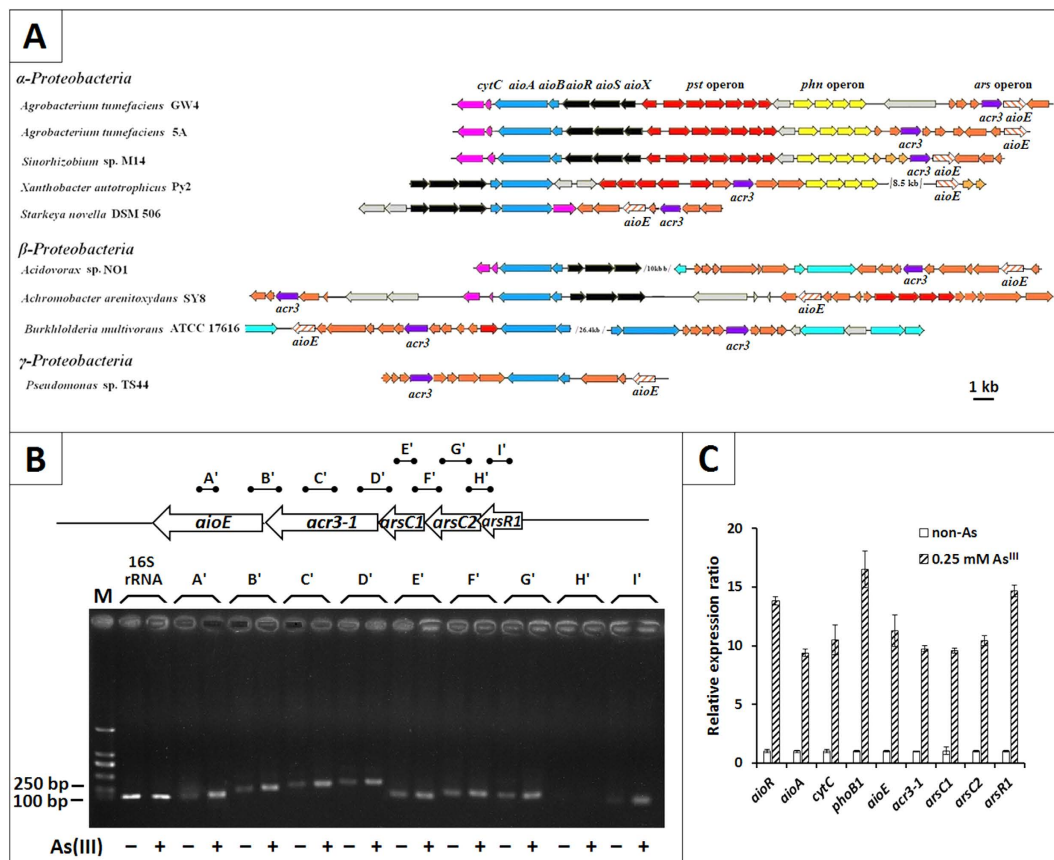 A
α-Proteobacteria
cytC aioA aioB aioR aioS aioX pst operon phn operon ars operon
Agrobacterium tumefaciens GW4
acr3 aioE
Agrobacterium tumefaciens 5A
acr3 aioE
Sinorhizobium sp. M14
acr3 aioE
Xanthobacter autotrophicus Py2 /8.5 kb/
acr3 aioE
Starkeya novella DSM 506
aioE acr3
β-Proteobacteria
Acidovorax sp. NO1 /10kb/
acr3 aioE
Achromobacter arenitoxydans SY8
acr3 aioE
Burkhlolderia multivorans ATCC 17616 /26.4kb/
aioE acr3 acr3
γ-Proteobacteria
Pseudomonas sp. TS44
acr3 aioE
1 kb
B
E' G' I'
A' B' C' D' F' H'
aioE acr3-1 arsC1 arsC2 arsR1
16S
rRNA
M A' B' C' D' E' F' G' H' I'
250 bp
100 bp
As(III) – + – + – + – + – + – + – + – + – + – +
C
non-As
0.25 mM AsIII
Relative expression ratio
20
15
10
5
0
aioR aioA cytC phoB1 aioE acr3-1 arsC1 arsC2 arsR1